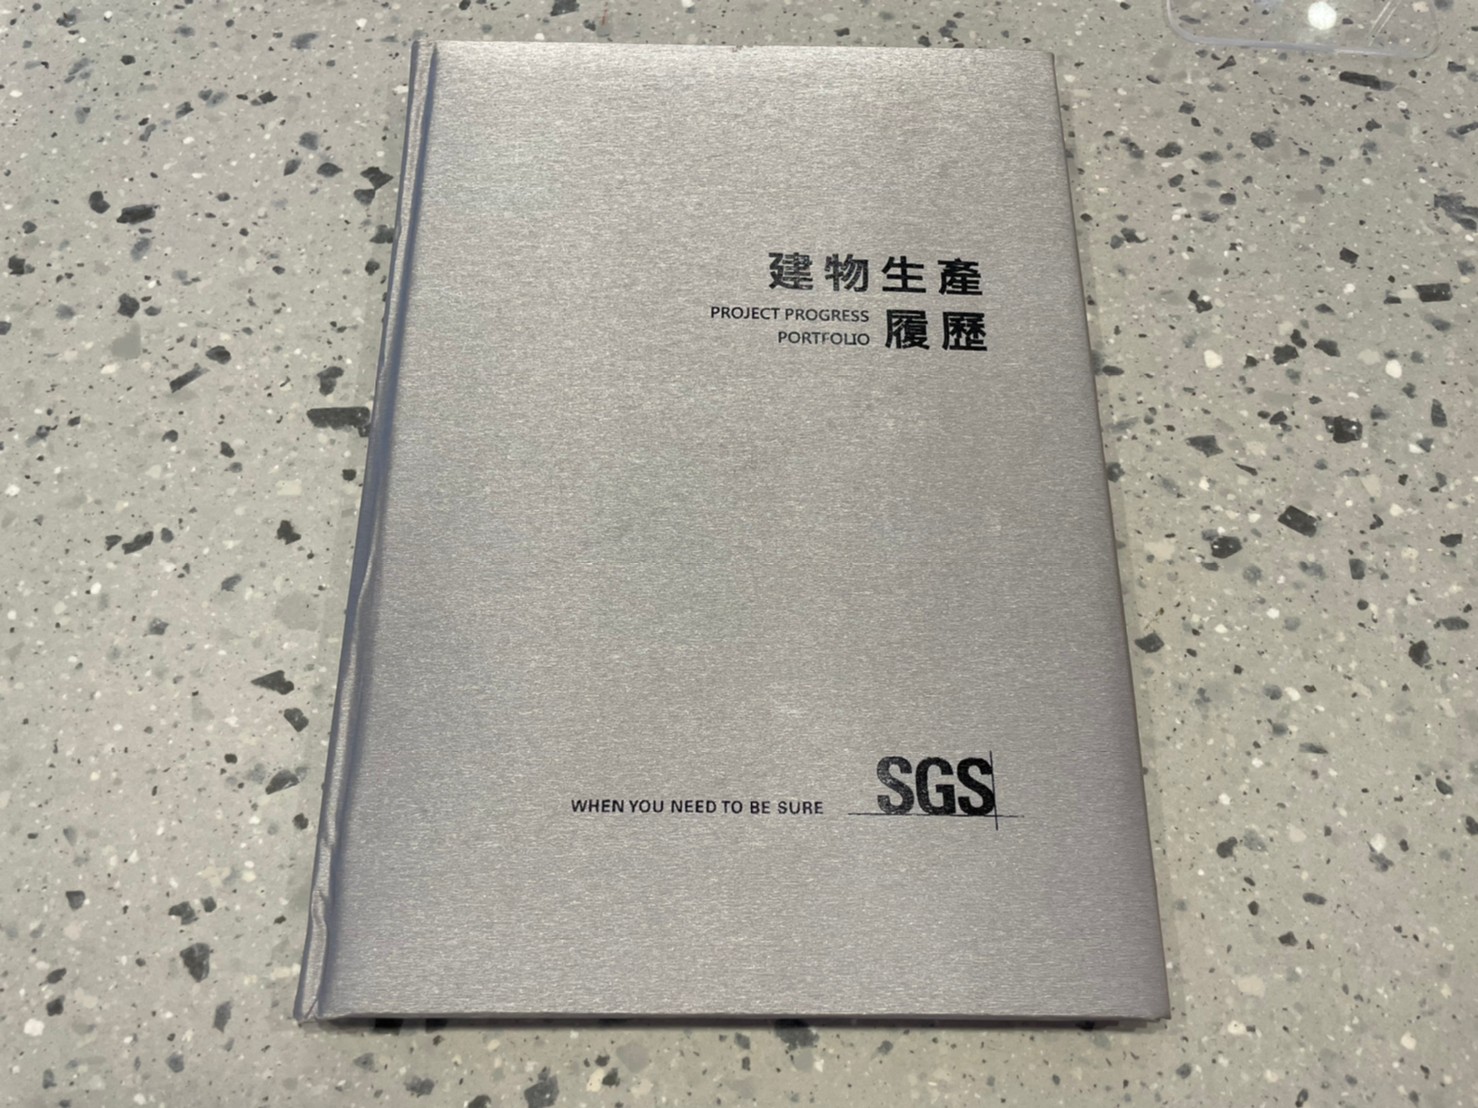 建物生產
PROJECT PROGRESS
PORTFOLIO
履歷
WHEN YOU NEED TO BE SURE
SGS